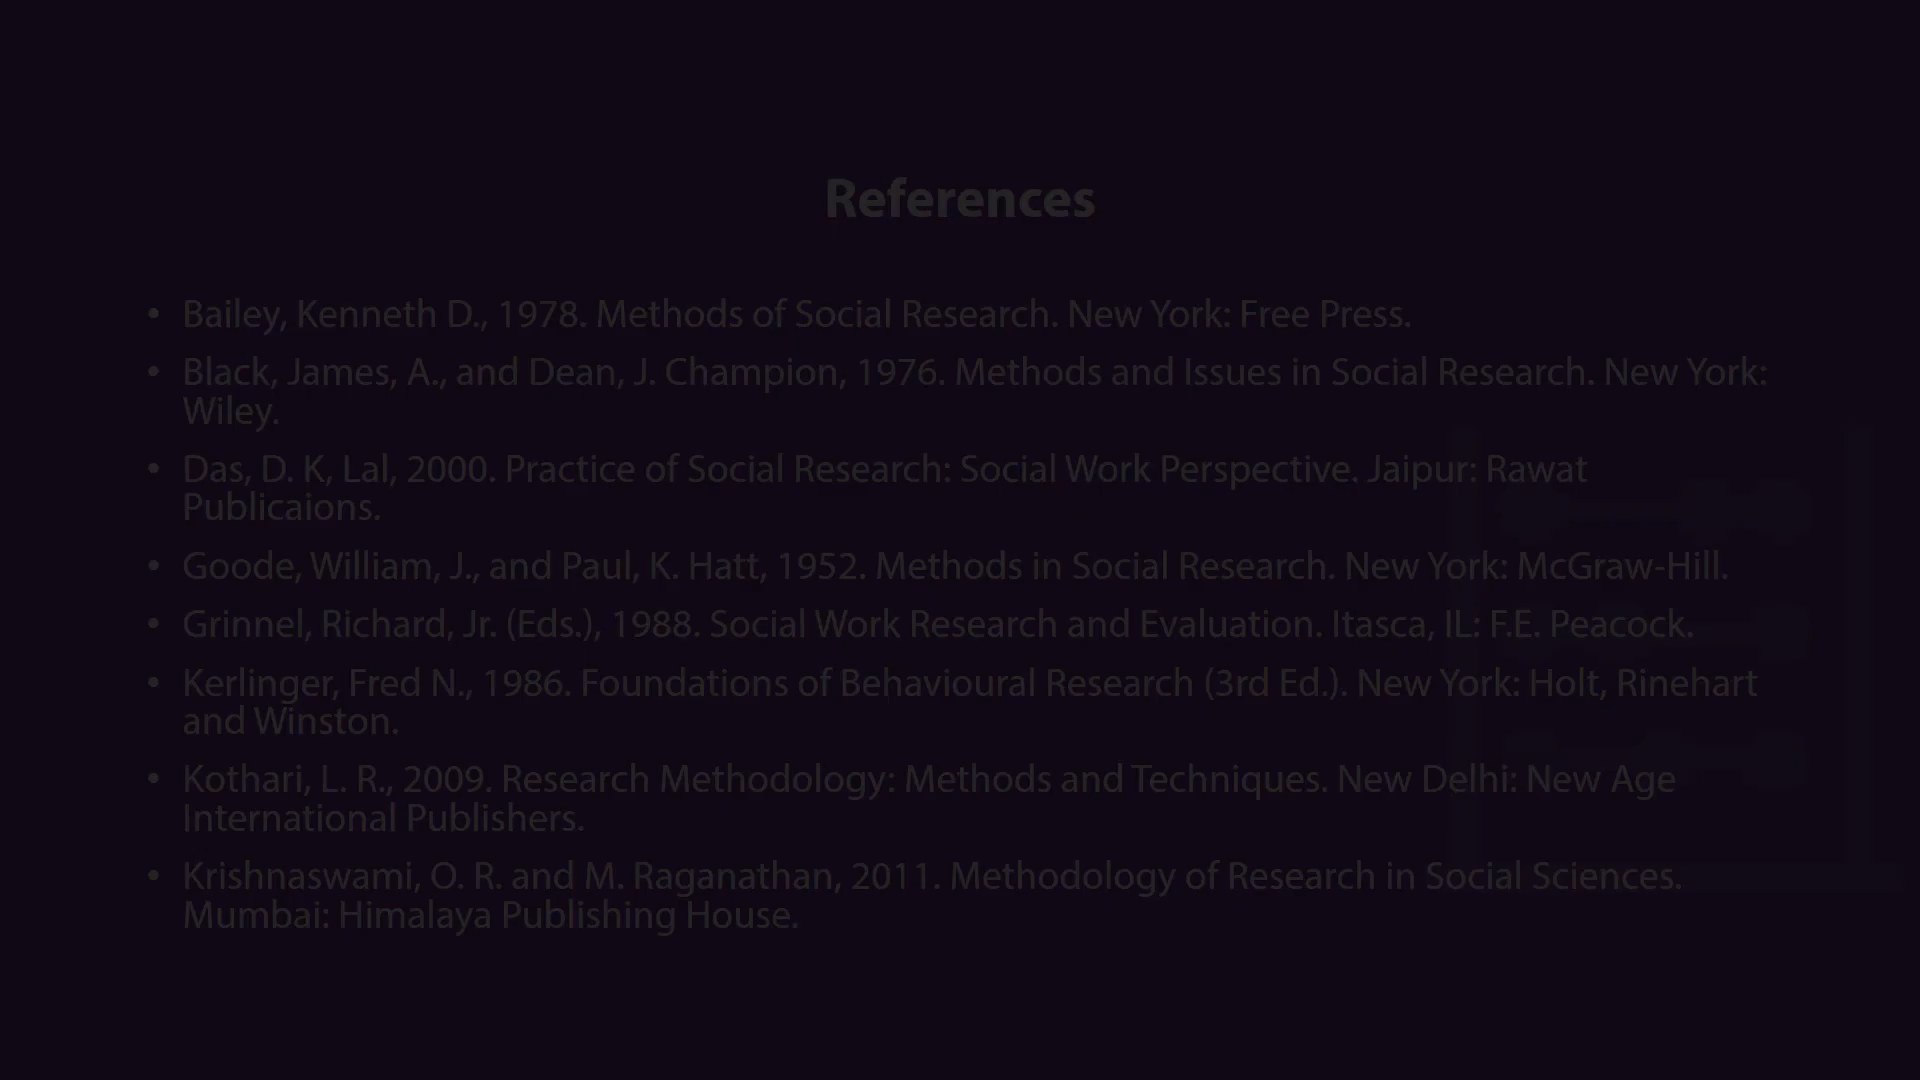 References
• Bailey, Kenneth D., 1978. Methods of Social Research. New York: Free Press.
• Black, James, A., and Dean, J. Champion, 1976. Methods and Issues in Social Research. New York:
Wiley.
• Das, D. K, Lal, 2000. Practice of Social Research: Social Work Perspective. Jaipur: Rawat
Publicaions.
• Goode, William, J., and Paul, K. Hatt, 1952. Methods in Social Research. New York: McGraw-Hill.
• Grinnel, Richard, Jr. (Eds.), 1988. Social Work Research and Evaluation. Itasca, IL: F.E. Peacock.
• Kerlinger, Fred N., 1986. Foundations of Behavioural Research (3rd Ed.). New York: Holt, Rinehart
and Winston.
• Kothari, L. R., 2009. Research Methodology: Methods and Techniques. New Delhi: New Age
International Publishers.
• Krishnaswami, O. R. and M. Raganathan, 2011. Methodology of Research in Social Sciences.
Mumbai: Himalaya Publishing House.